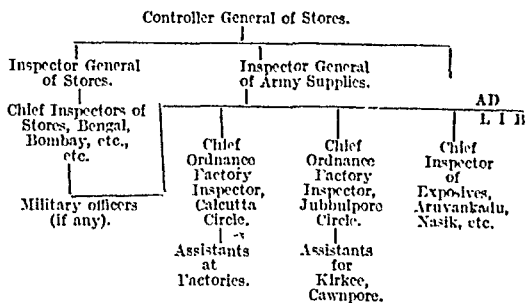 Controller General of Stores.
Inspector General
of Stores.
Inspector General
of Army Supplies.
Chief Inspectors of
Stores, Bengal,
Bombay, etc.,
etc.
Military officers
(if any).
Chief
Ordnance
Factory
Inspector,
Calcutta
Circle.
Assistants
at
Factories.
Chief
Ordnance
Factory
Inspector,
Jubbulpore
Circle.
Assistants
for
Kirkee,
Cawnpore.
AD
L I B
Chief
Inspector
of
Exposives,
Aruvankadu,
Nasik, etc.